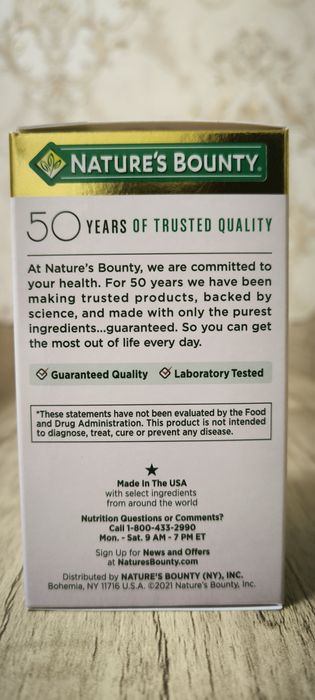 NATURE'S BOUNTY®
50 YEARS OF TRUSTED QUALITY
At Nature's Bounty, we are committed to
your health. For 50 years we have been
making trusted products, backed by
science, and made with only the purest
ingredients...guaranteed. So you can get
the most out of life every day.
Guaranteed Quality Laboratory Tested
*These statements have not been evaluated by the Food
and Drug Administration. This product is not intended
to diagnose, treat, cure or prevent any disease.
Made In The USA
with select ingredients
from around the world
Nutrition Questions or Comments?
Call 1-800-433-2990
Mon. - Sat. 9 AM - 7 PM ET
Sign Up for News and Offers
at NaturesBounty.com
Distributed by NATURE'S BOUNTY (NY), INC.
Bohemia, NY 11716 U.S.A. ©2021 Nature's Bounty, Inc.